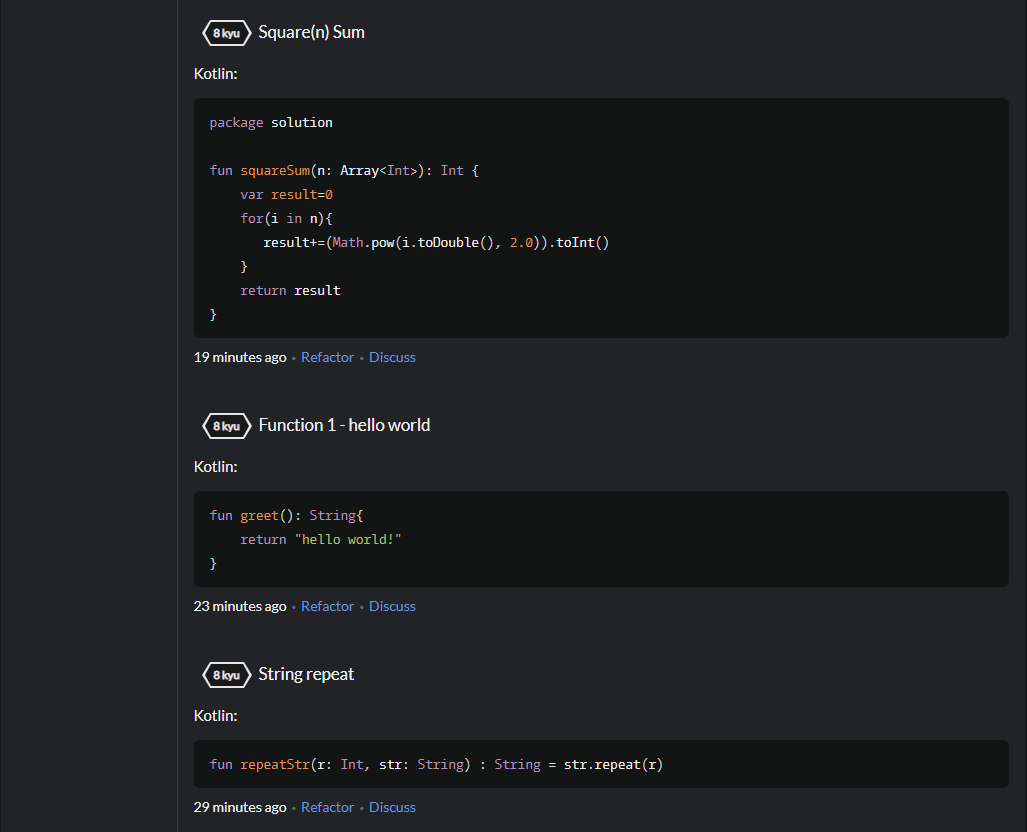 8 kyu Square(n) Sum
Kotlin:
package solution
fun squareSum(n: Array<Int>): Int {
    var result=0
    for(i in n){
       result+=(Math.pow(i.toDouble(), 2.0)).toInt()
    }
    return result
}
19 minutes ago • Refactor • Discuss
8 kyu Function 1 - hello world
Kotlin:
fun greet(): String{
    return "hello world!"
}
23 minutes ago • Refactor • Discuss
8 kyu String repeat
Kotlin:
fun repeatStr(r: Int, str: String) : String = str.repeat(r)
29 minutes ago • Refactor • Discuss